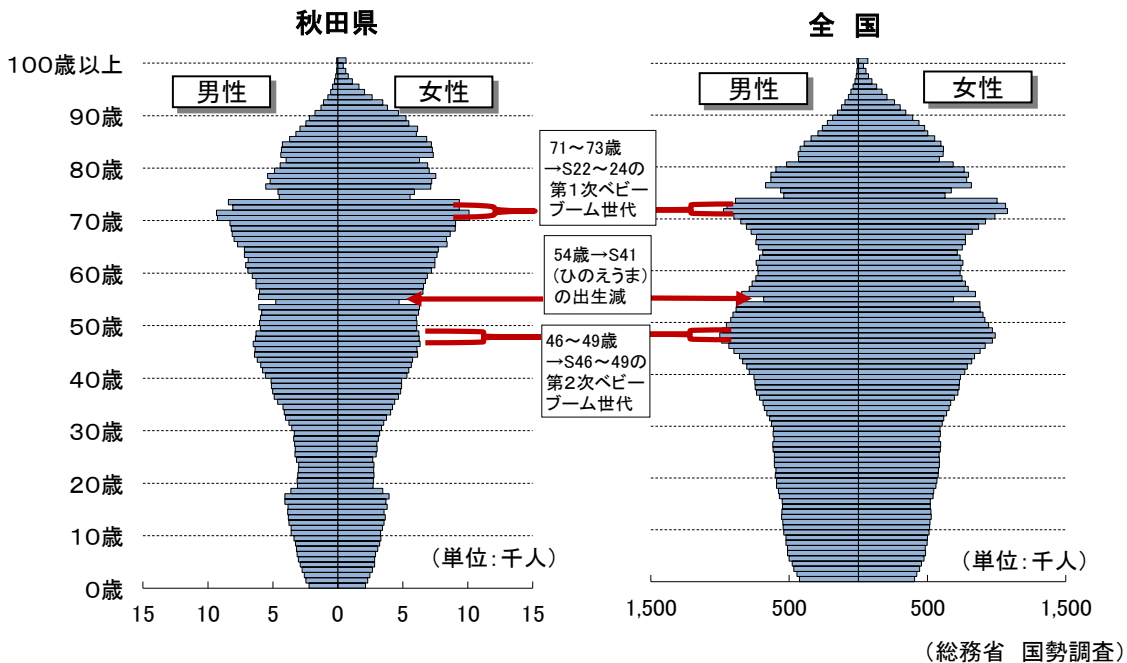 秋田県
全 国
100歳以上
90歳
80歳
70歳
60歳
50歳
40歳
30歳
20歳
10歳
0歳
男性
女性
男性
女性
71～73歳
→S22～24の
第1次ベビー
ブーム世代
54歳→S41
(ひのえうま)
の出生減
46～49歳
→S46～49の
第2次ベビー
ブーム世代
(単位:千人)
(単位:千人)
15 10 5 0 5 10 15
1,500 500 500 1,500
(総務省 国勢調査)